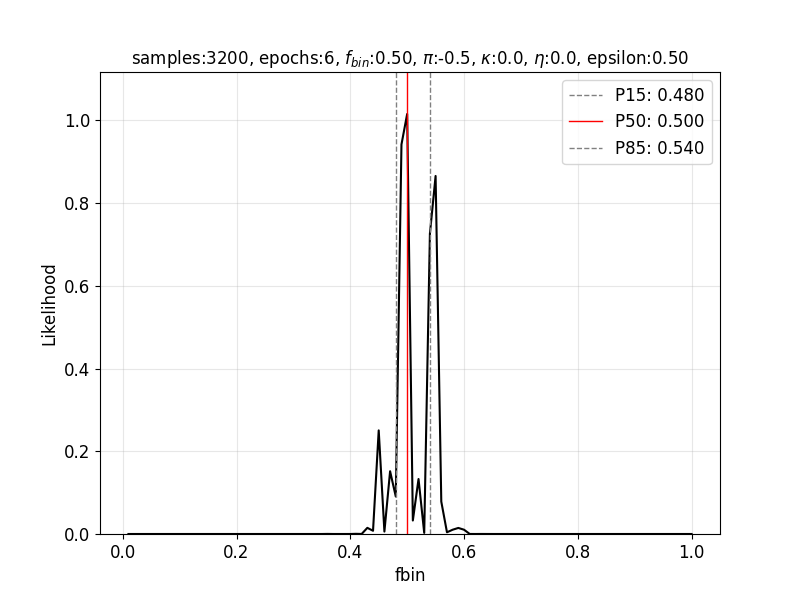 samples:3200, epochs:6, f_bin:0.50, π:-0.5, κ:0.0, η:0.0, epsilon:0.50
P15: 0.480
P50: 0.500
P85: 0.540
1.0
0.8
0.6
0.4
0.2
0.0
Likelihood
0.0 0.2 0.4 0.6 0.8 1.0
fbin